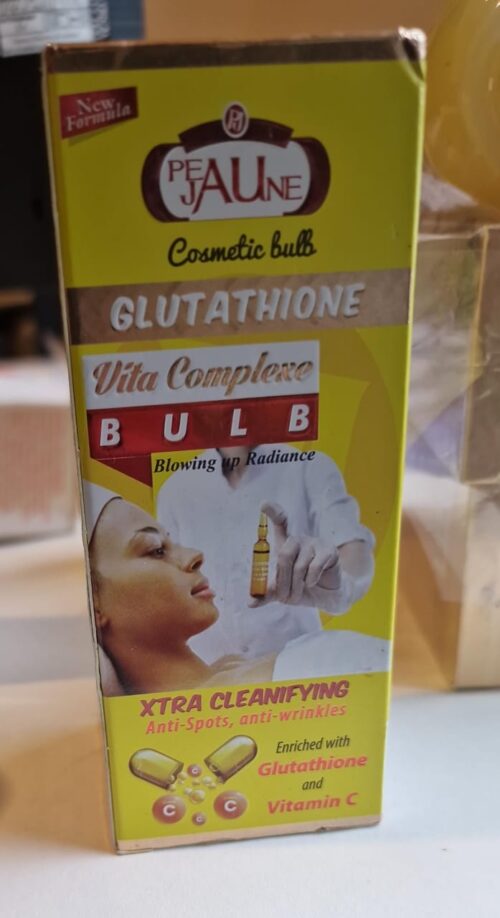 New
Formula
PJ
PEJAUNE
Cosmetic bulb
GLUTATHIONE
Vita Complexe
BULB
Blowing up Radiance
XTRA CLEANIFYING
Anti-Spots, anti-wrinkles
Enriched with
Glutathione
and
Vitamin C
C
C
C
C